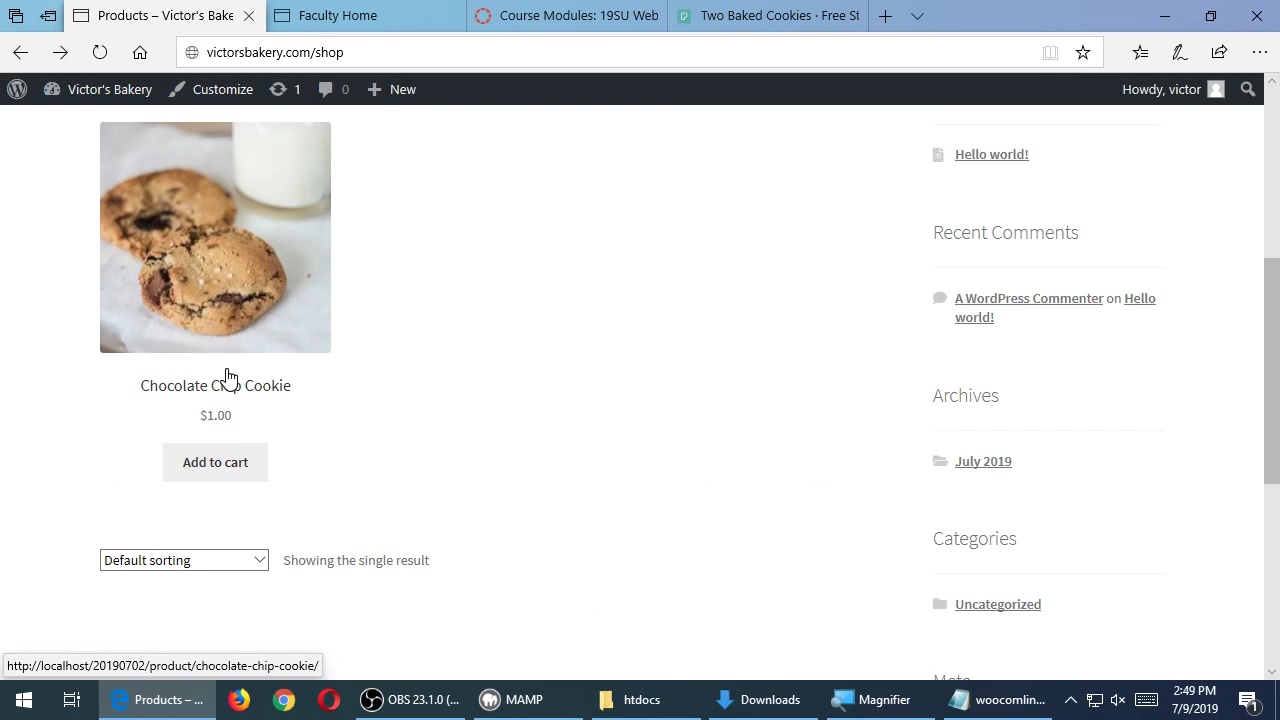 Products – Victor's Bake
Faculty Home
Course Modules: 19SU Web
Two Baked Cookies · Free St
victorsbakery.com/shop
Victor's Bakery
Customize
1
0
New
Howdy, victor
Hello world!
Recent Comments
A WordPress Commenter on Hello
world!
Chocolate Chip Cookie
$1.00
Add to cart
Archives
July 2019
Default sorting
Showing the single result
Categories
Uncategorized
http://localhost/20190702/product/chocolate-chip-cookie/
Meta
Products – ...
OBS 23.1.0 (...
MAMP
htdocs
Downloads
Magnifier
woocomlin...
2:49 PM
7/9/2019
1